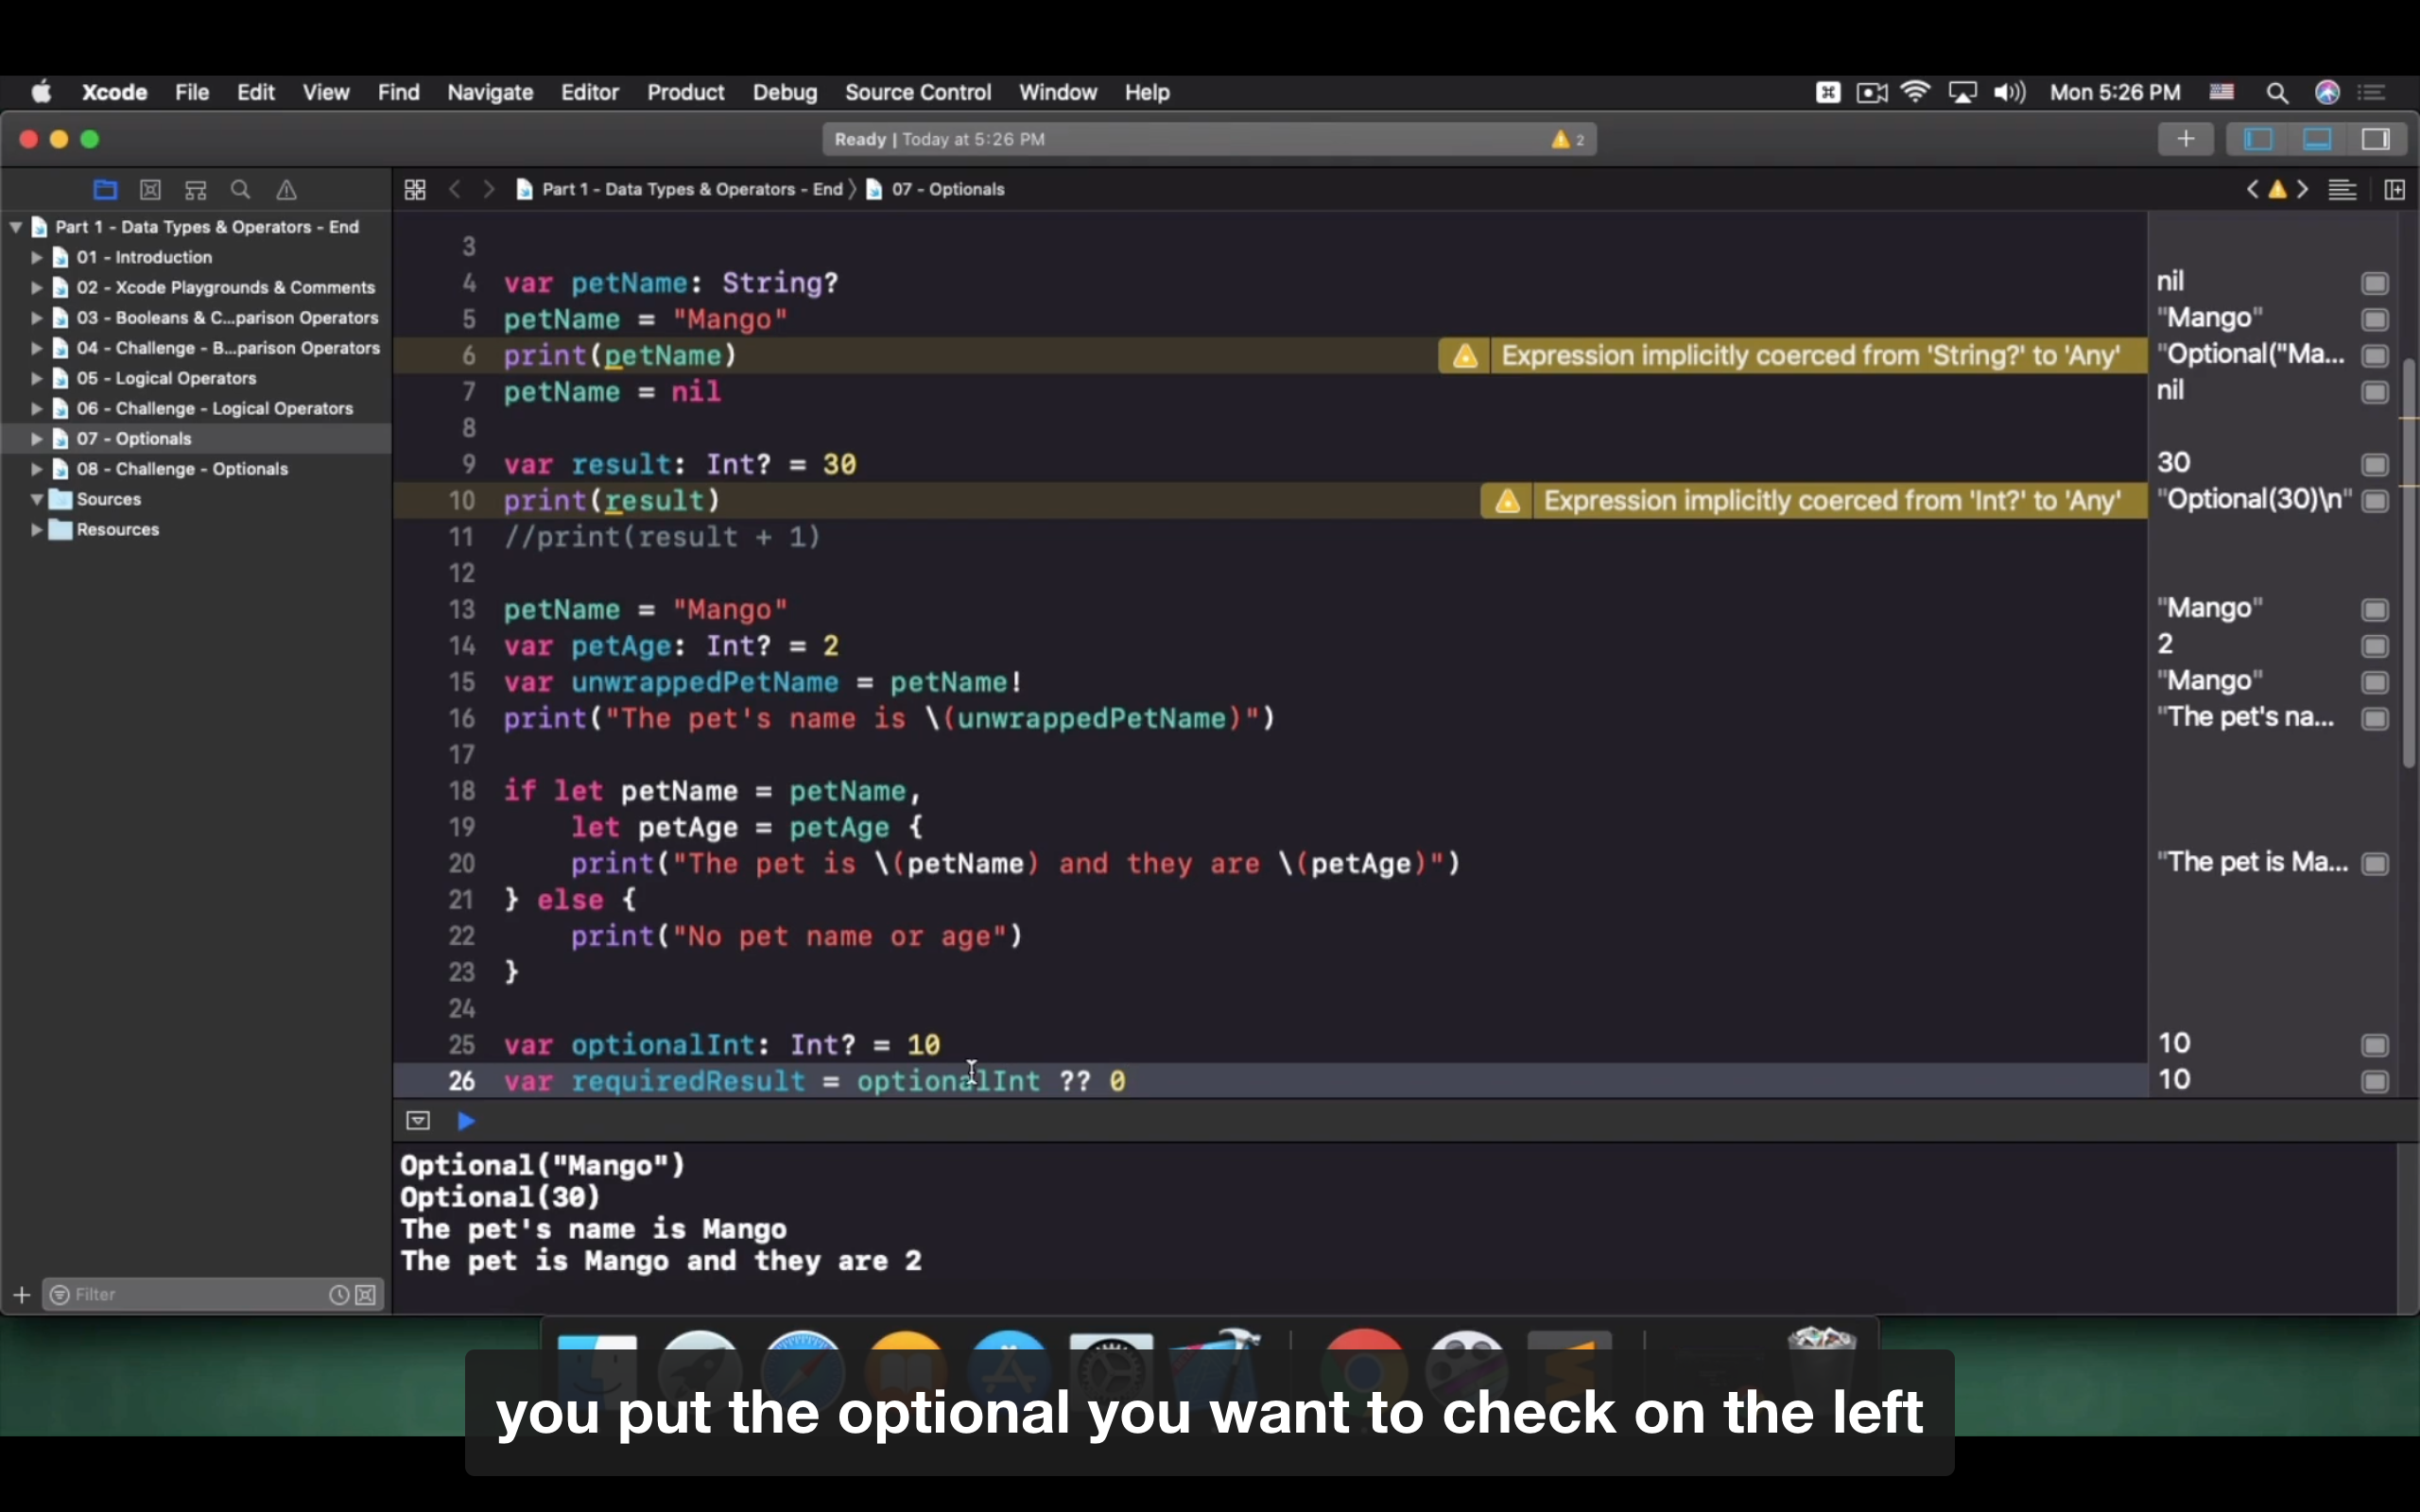 Xcode File Edit View Find Navigate Editor Product Debug Source Control Window Help Mon 5:26 PM
Ready | Today at 5:26 PM 2
Part 1 - Data Types & Operators - End 07 - Optionals
Part 1 - Data Types & Operators - End
01 - Introduction
02 - Xcode Playgrounds & Comments
03 - Booleans & C...parison Operators
04 - Challenge - B...parison Operators
05 - Logical Operators
06 - Challenge - Logical Operators
07 - Optionals
08 - Challenge - Optionals
Sources
Resources
Filter
3
4 var petName: String? nil
5 petName = "Mango" "Mango"
6 print(petName) Expression implicitly coerced from 'String?' to 'Any' "Optional("Ma...
7 petName = nil nil
8
9 var result: Int? = 30 30
10 print(result) Expression implicitly coerced from 'Int?' to 'Any' "Optional(30)\n"
11 //print(result + 1)
12
13 petName = "Mango" "Mango"
14 var petAge: Int? = 2 2
15 var unwrappedPetName = petName! "Mango"
16 print("The pet's name is \(unwrappedPetName)") "The pet's na...
17
18 if let petName = petName,
19 let petAge = petAge {
20 print("The pet is \(petName) and they are \(petAge)") "The pet is Ma...
21 } else {
22 print("No pet name or age")
23 }
24
25 var optionalInt: Int? = 10 10
26 var requiredResult = optionalInt ?? 0 10
Optional("Mango")
Optional(30)
The pet's name is Mango
The pet is Mango and they are 2
you put the optional you want to check on the left